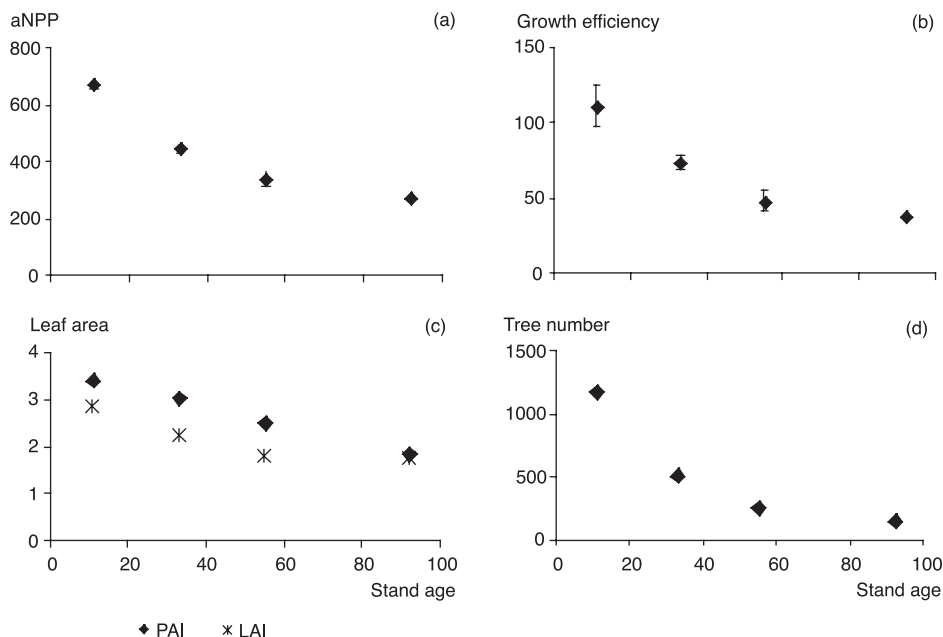 aNPP (a)
800
600
400
200
0
Growth efficiency (b)
150
100
50
0
Leaf area (c)
4
3
2
1
0
0 20 40 60 80 100
Stand age
Tree number (d)
1500
1000
500
0
0 20 40 60 80 100
Stand age
PAI LAI